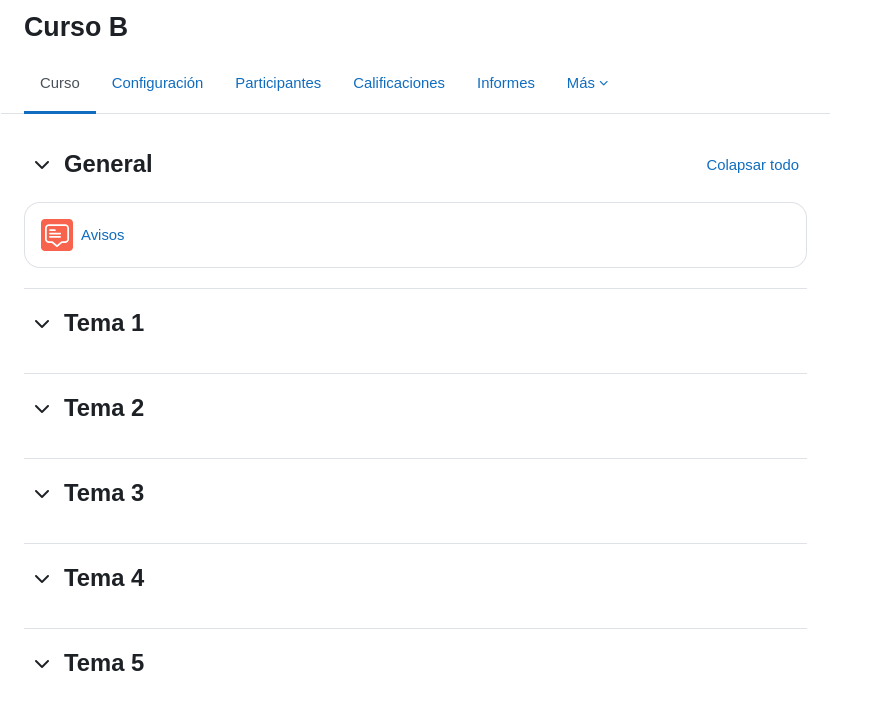 Curso B
Curso Configuración Participantes Calificaciones Informes Más
General Colapsar todo
Avisos
Tema 1
Tema 2
Tema 3
Tema 4
Tema 5